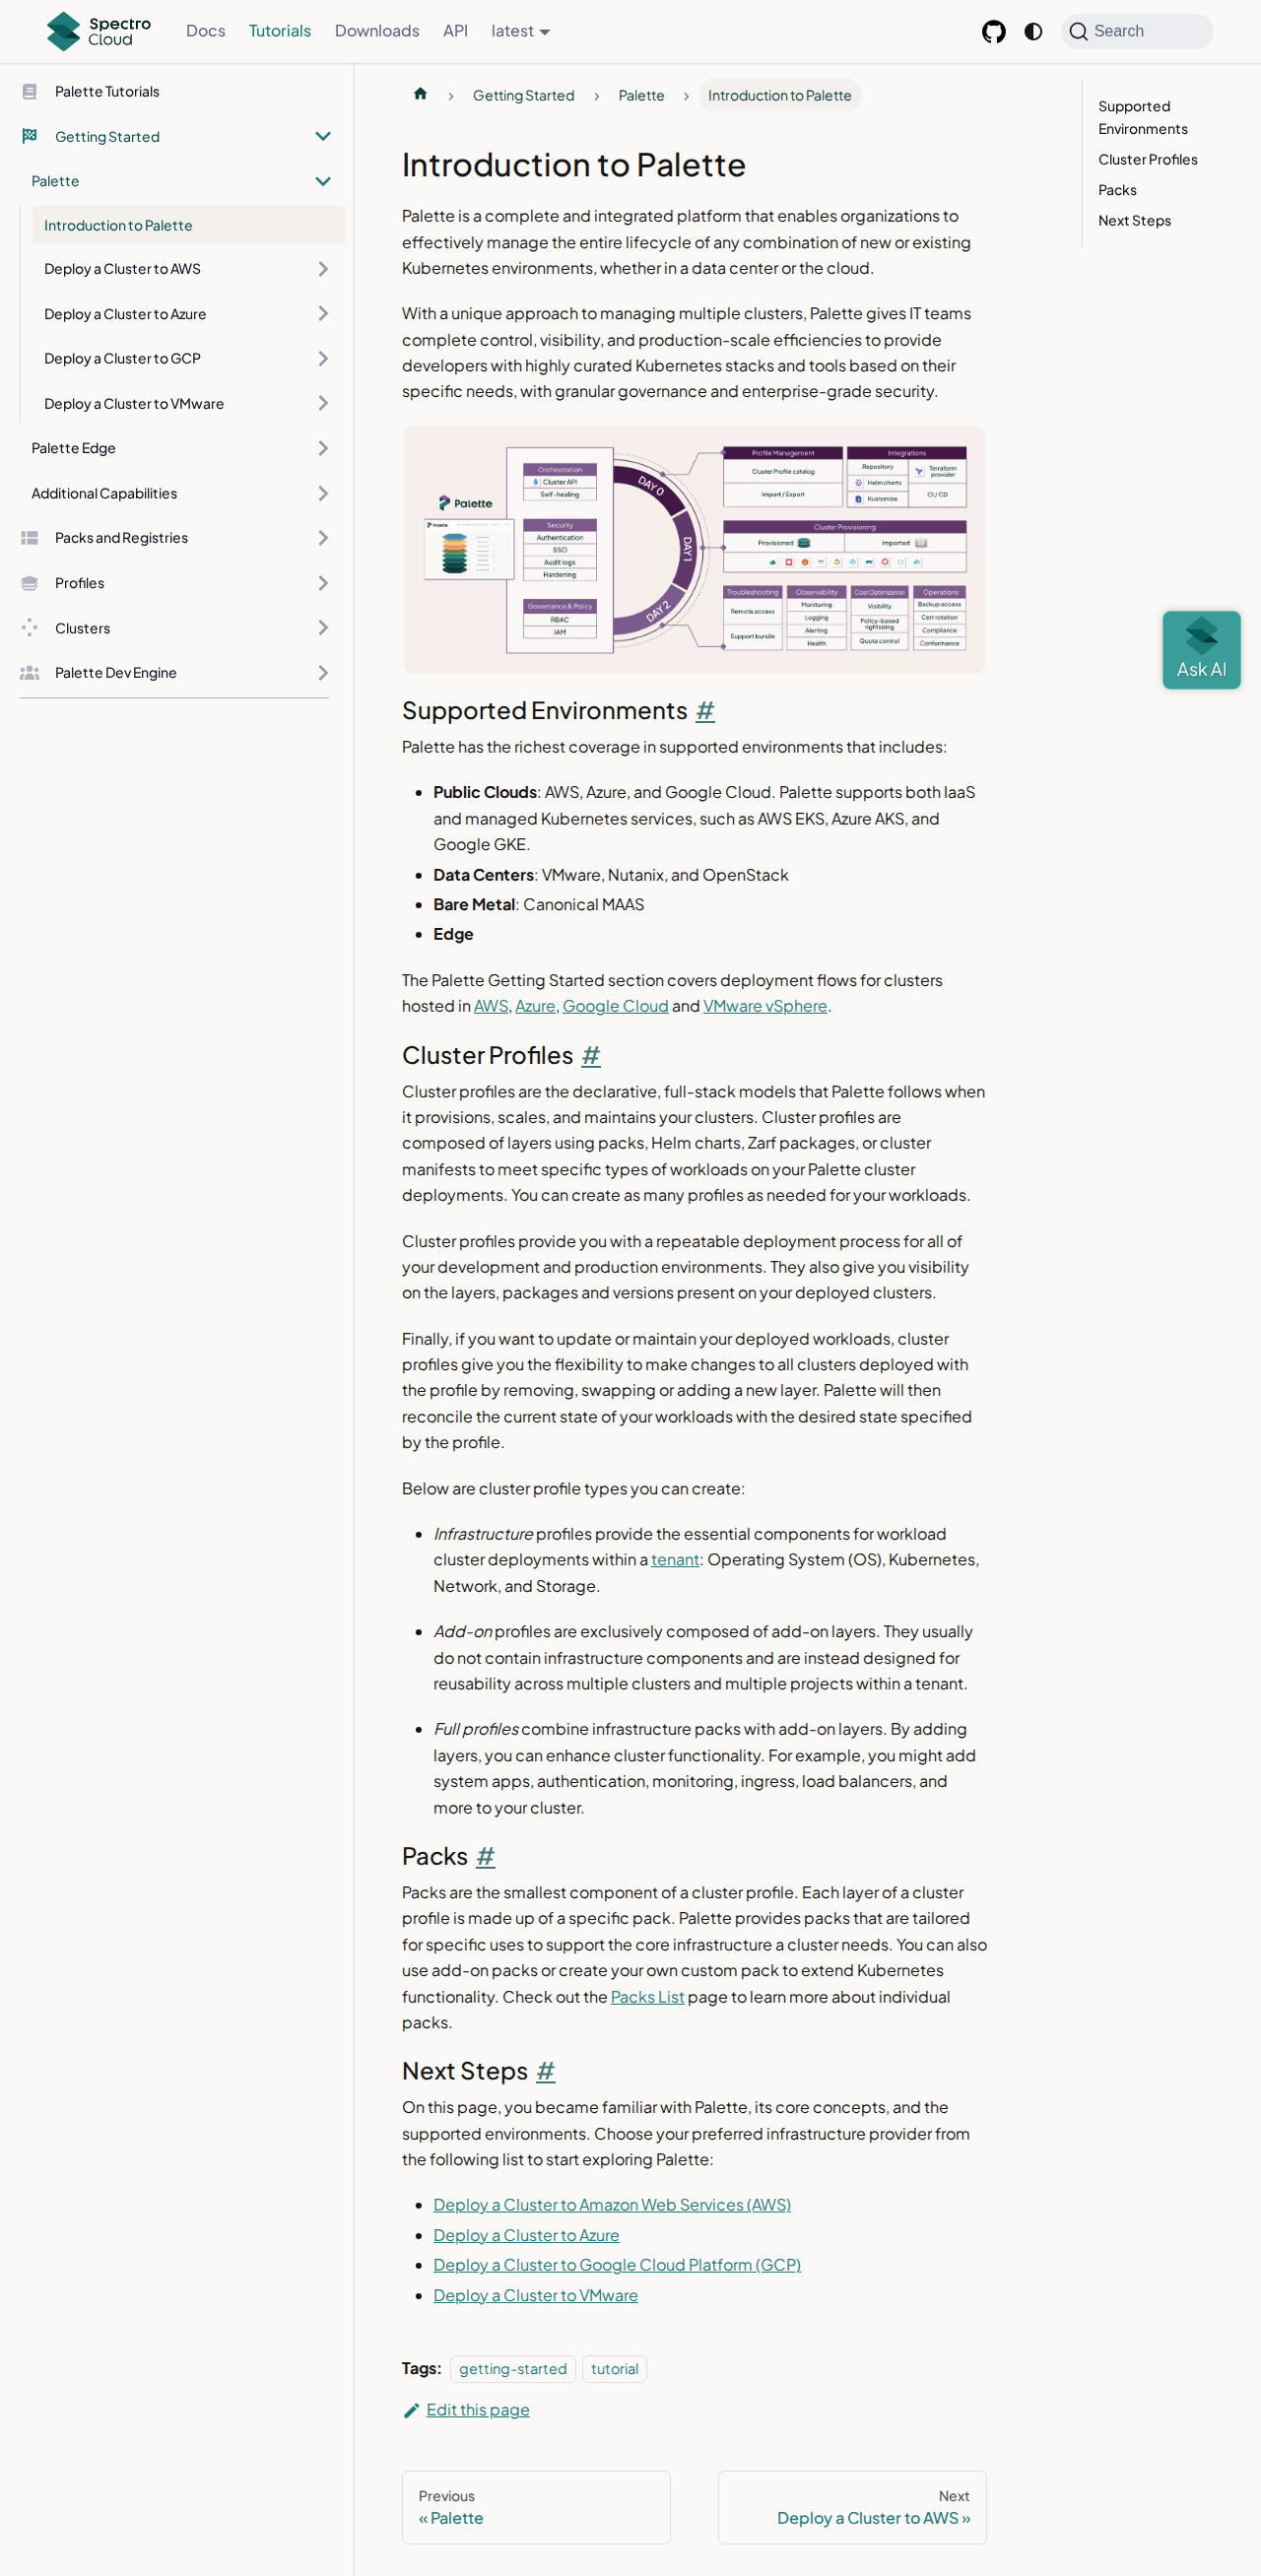 Spectro
Cloud
Docs
Tutorials
Downloads
API
latest
Search
Palette Tutorials
Getting Started
Palette
Introduction to Palette
Deploy a Cluster to AWS
Deploy a Cluster to Azure
Deploy a Cluster to GCP
Deploy a Cluster to VMware
Palette Edge
Additional Capabilities
Packs and Registries
Profiles
Clusters
Palette Dev Engine
Getting Started
Palette
Introduction to Palette
Introduction to Palette
Palette is a complete and integrated platform that enables organizations to
effectively manage the entire lifecycle of any combination of new or existing
Kubernetes environments, whether in a data center or the cloud.
With a unique approach to managing multiple clusters, Palette gives IT teams
complete control, visibility, and production-scale efficiencies to provide
developers with highly curated Kubernetes stacks and tools based on their
specific needs, with granular governance and enterprise-grade security.
Palette
Palette
Orchestration
Cluster API
Self-healing
Security
Authentication
SSO
Audit logs
Hardening
Governance & Policy
RBAC
IAM
DAY 0
DAY 1
DAY 2
Profile Management
Cluster Profile catalog
Import / Export
Integrations
Repository
Helm charts
Kustomize
Terraform
provider
CI / CD
Cluster Provisioning
Provisioned
Imported
Troubleshooting
Remote access
Support bundle
Observability
Monitoring
Logging
Alerting
Health
Cost Optimization
Visibility
Policy-based
rightsizing
Quota control
Operations
Backup access
Cert rotation
Compliance
Conformance
Supported Environments #
Palette has the richest coverage in supported environments that includes:
Public Clouds: AWS, Azure, and Google Cloud. Palette supports both IaaS
and managed Kubernetes services, such as AWS EKS, Azure AKS, and
Google GKE.
Data Centers: VMware, Nutanix, and OpenStack
Bare Metal: Canonical MAAS
Edge
The Palette Getting Started section covers deployment flows for clusters
hosted in AWS, Azure, Google Cloud and VMware vSphere.
Cluster Profiles #
Cluster profiles are the declarative, full-stack models that Palette follows when
it provisions, scales, and maintains your clusters. Cluster profiles are
composed of layers using packs, Helm charts, Zarf packages, or cluster
manifests to meet specific types of workloads on your Palette cluster
deployments. You can create as many profiles as needed for your workloads.
Cluster profiles provide you with a repeatable deployment process for all of
your development and production environments. They also give you visibility
on the layers, packages and versions present on your deployed clusters.
Finally, if you want to update or maintain your deployed workloads, cluster
profiles give you the flexibility to make changes to all clusters deployed with
the profile by removing, swapping or adding a new layer. Palette will then
reconcile the current state of your workloads with the desired state specified
by the profile.
Below are cluster profile types you can create:
Infrastructure profiles provide the essential components for workload
cluster deployments within a tenant: Operating System (OS), Kubernetes,
Network, and Storage.
Add-on profiles are exclusively composed of add-on layers. They usually
do not contain infrastructure components and are instead designed for
reusability across multiple clusters and multiple projects within a tenant.
Full profiles combine infrastructure packs with add-on layers. By adding
layers, you can enhance cluster functionality. For example, you might add
system apps, authentication, monitoring, ingress, load balancers, and
more to your cluster.
Packs #
Packs are the smallest component of a cluster profile. Each layer of a cluster
profile is made up of a specific pack. Palette provides packs that are tailored
for specific uses to support the core infrastructure a cluster needs. You can also
use add-on packs or create your own custom pack to extend Kubernetes
functionality. Check out the Packs List page to learn more about individual
packs.
Next Steps #
On this page, you became familiar with Palette, its core concepts, and the
supported environments. Choose your preferred infrastructure provider from
the following list to start exploring Palette:
Deploy a Cluster to Amazon Web Services (AWS)
Deploy a Cluster to Azure
Deploy a Cluster to Google Cloud Platform (GCP)
Deploy a Cluster to VMware
Tags: getting-started tutorial
Edit this page
Previous
« Palette
Next
Deploy a Cluster to AWS »
Supported
Environments
Cluster Profiles
Packs
Next Steps
Ask AI